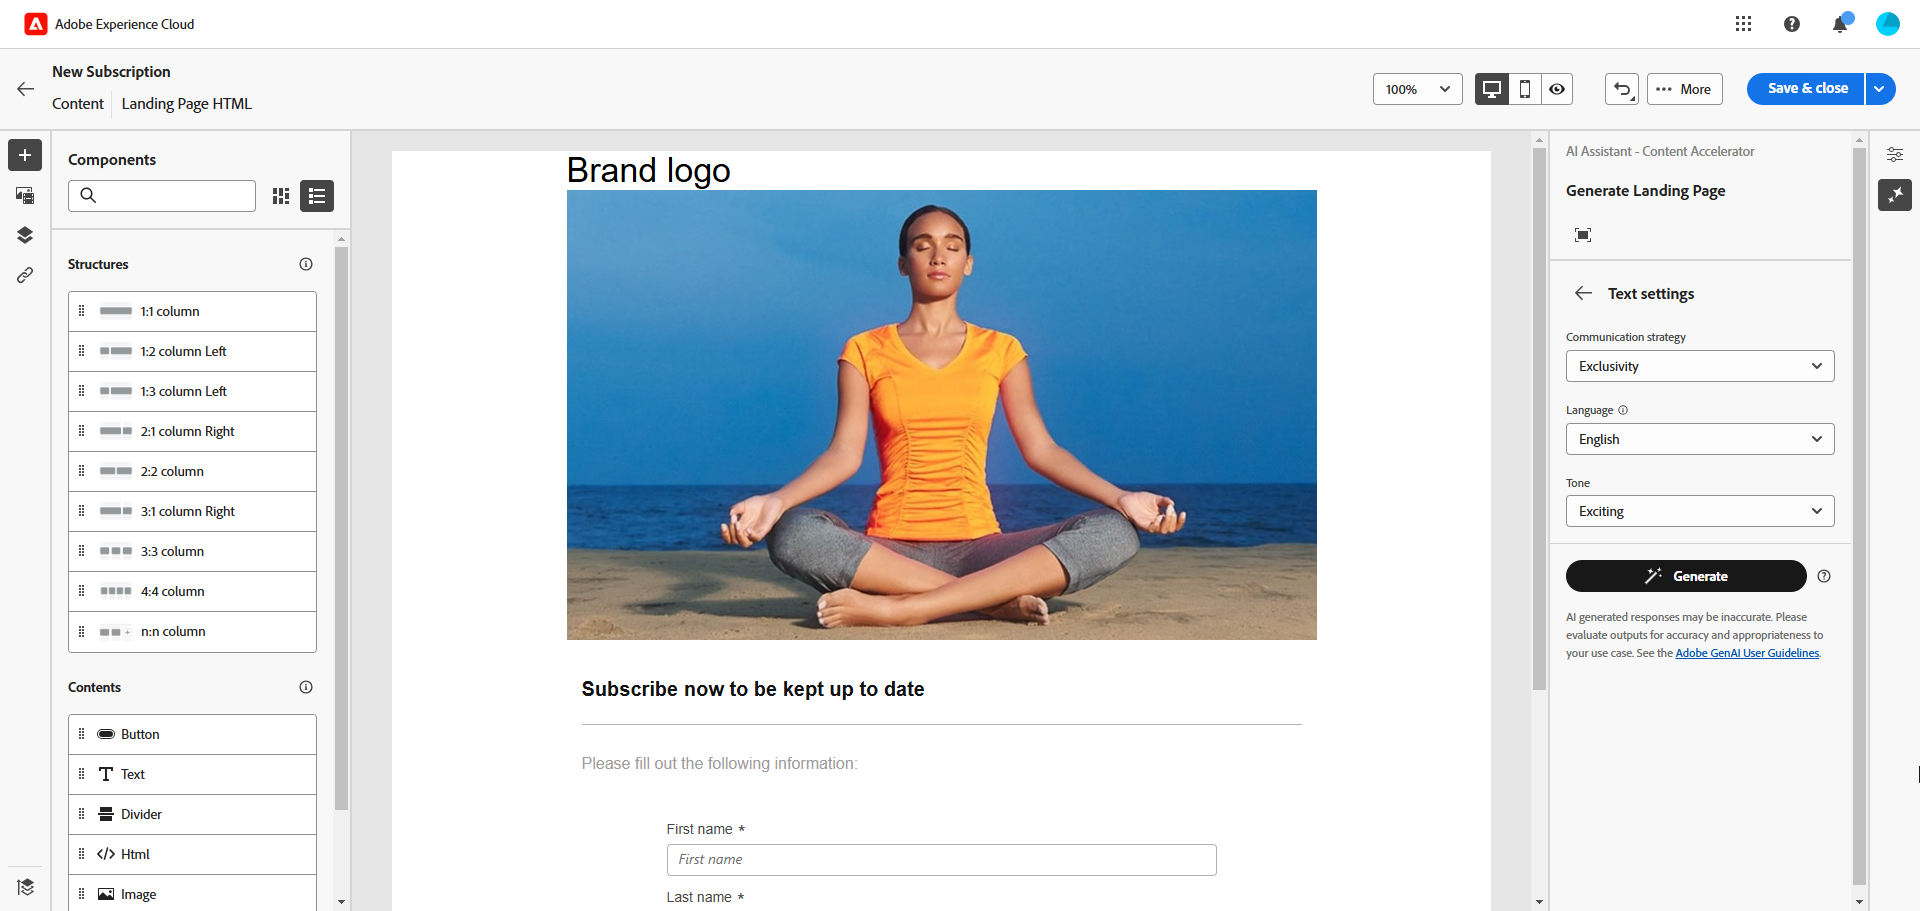 Adobe Experience Cloud
New Subscription
Content
Landing Page HTML
100%
More
Save & close
Components
Structures
1:1 column
1:2 column Left
1:3 column Left
2:1 column Right
2:2 column
3:1 column Right
3:3 column
4:4 column
n:n column
Contents
Button
Text
Divider
Html
Image
Brand logo
Subscribe now to be kept up to date
Please fill out the following information:
First name *
First name
Last name *
AI Assistant - Content Accelerator
Generate Landing Page
Text settings
Communication strategy
Exclusivity
Language
English
Tone
Exciting
Generate
AI generated responses may be inaccurate. Please
evaluate outputs for accuracy and appropriateness to
your use case. See the Adobe GenAI User Guidelines.